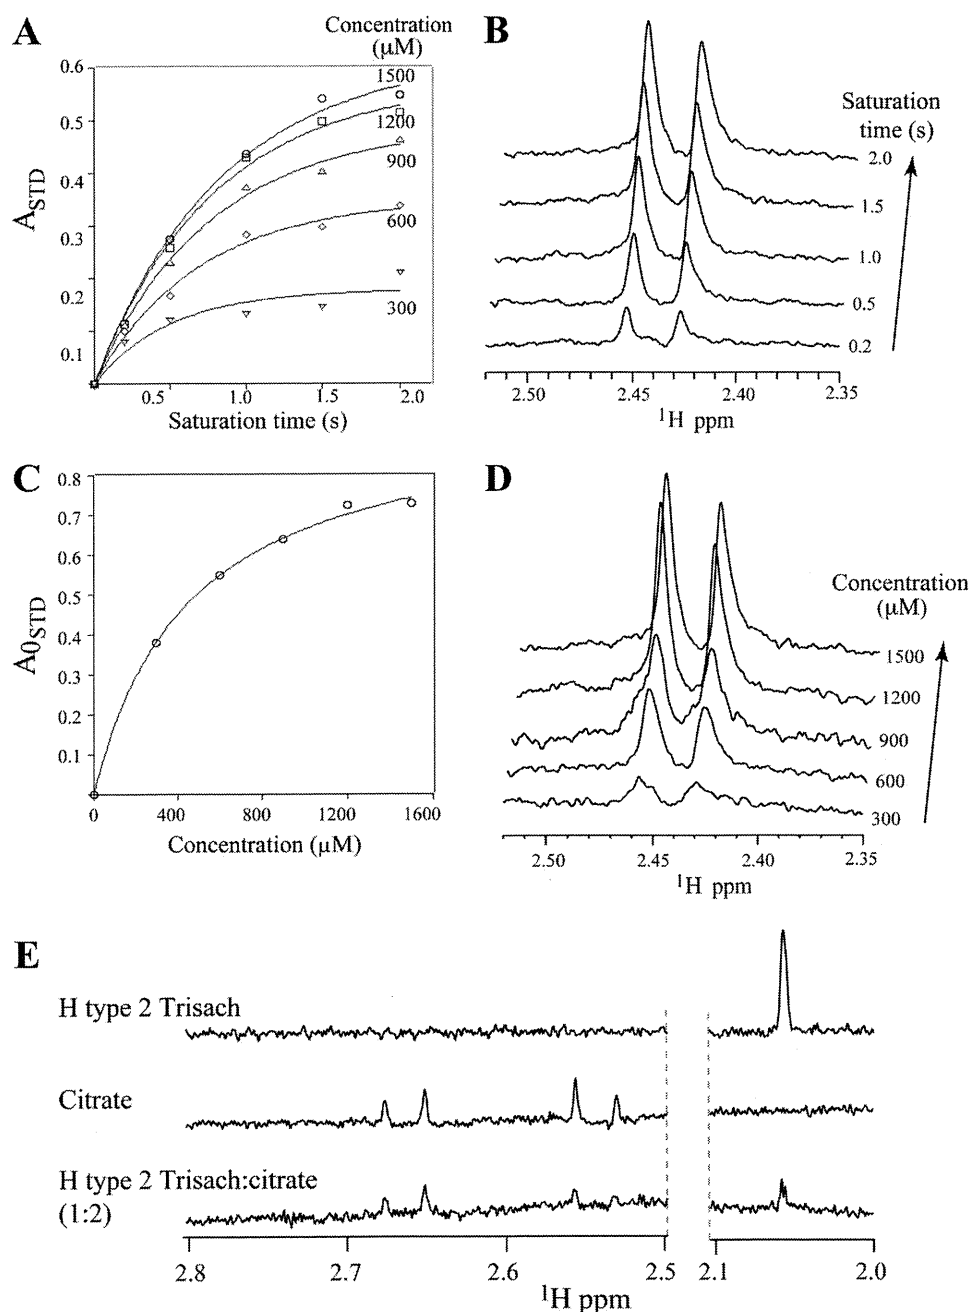 A
Concentration
(µM)
0.6
0.5
0.4
0.3
0.2
0.1
A_STD
1500
1200
900
600
300
0.5
1.0
1.5
2.0
Saturation time (s)
B
Saturation
time (s)
2.0
1.5
1.0
0.5
0.2
2.50
2.45
2.40
2.35
¹H ppm
C
0.8
0.7
0.6
0.5
0.4
0.3
0.2
0.1
A0_STD
0
400
800
1200
1600
Concentration (µM)
D
Concentration
(µM)
1500
1200
900
600
300
2.50
2.45
2.40
2.35
¹H ppm
E
H type 2 Trisach
Citrate
H type 2 Trisach:citrate
(1:2)
2.8
2.7
2.6
2.5
2.1
2.0
¹H ppm